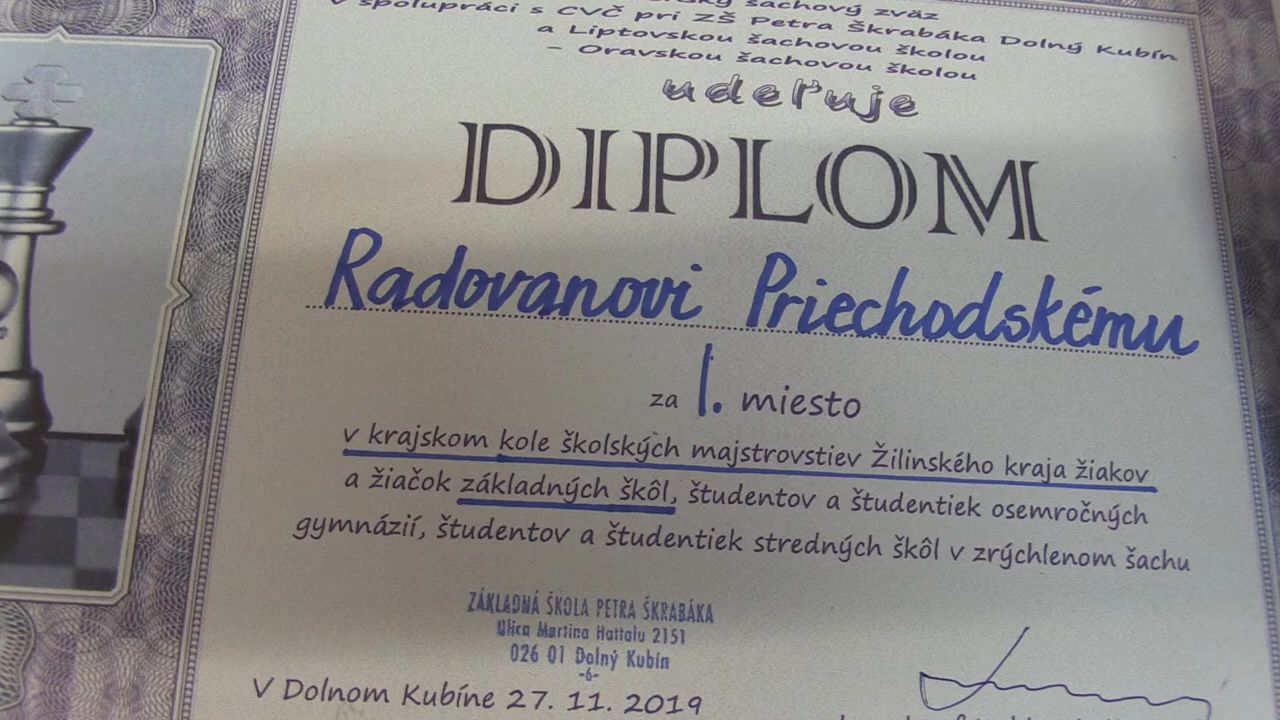 šachový zväz
v spolupráci s CVČ pri ZŠ Petra Škrabáka Dolný Kubín
a Liptovskou šachovou školou
– Oravskou šachovou školou
udeľuje
DIPLOM
Radovanovi Priechodskému
za 1. miesto
v krajskom kole školských majstrovstiev Žilinského kraja žiakov
a žiačok základných škôl, študentov a študentiek osemročných
gymnázií, študentov a študentiek stredných škôl v zrýchlenom šachu
ZÁKLADNÁ ŠKOLA PETRA ŠKRABÁKA
Ulica Martina Hattalu 2151
026 01 Dolný Kubín
-6-
V Dolnom Kubíne 27. 11. 2019